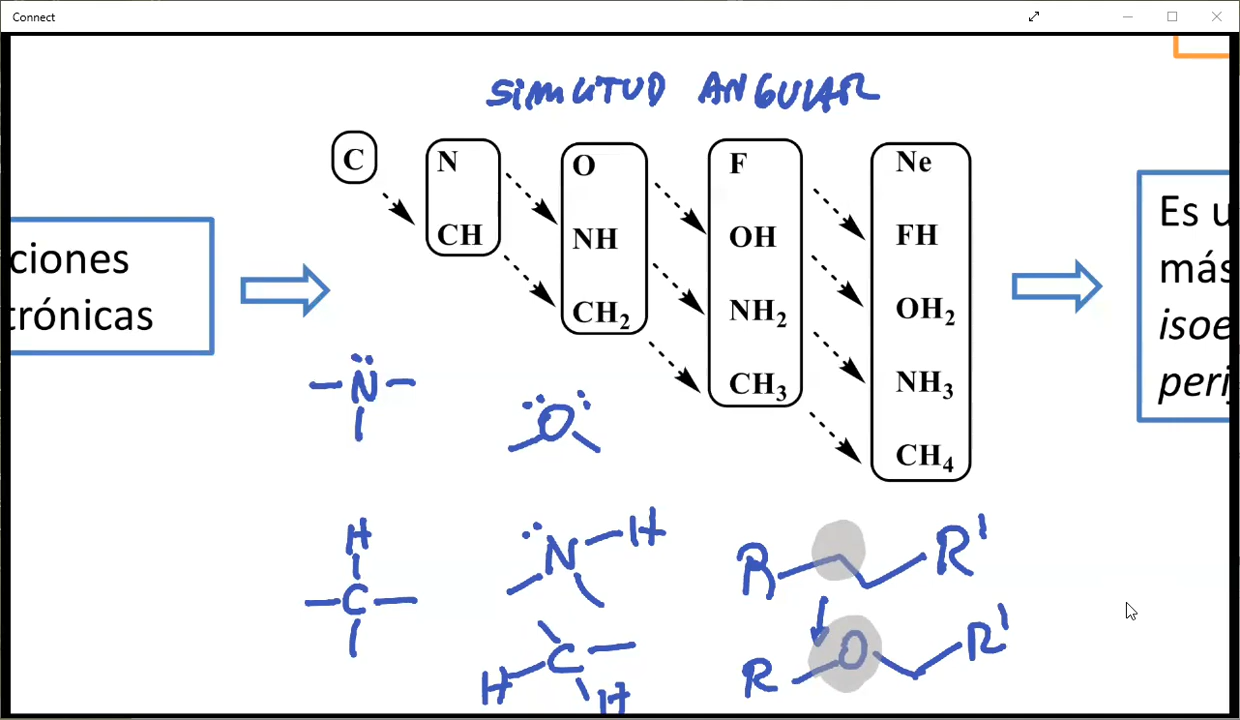 Connect
SIMILITUD ANGULAR
C N O F Ne
CH NH OH FH
CH₂ NH₂ OH₂
CH₃ NH₃
CH₄
ciones
trónicas
Es u
más
isoe
peri
N
O
H
C
N H
C
H H
R R'
R O R'